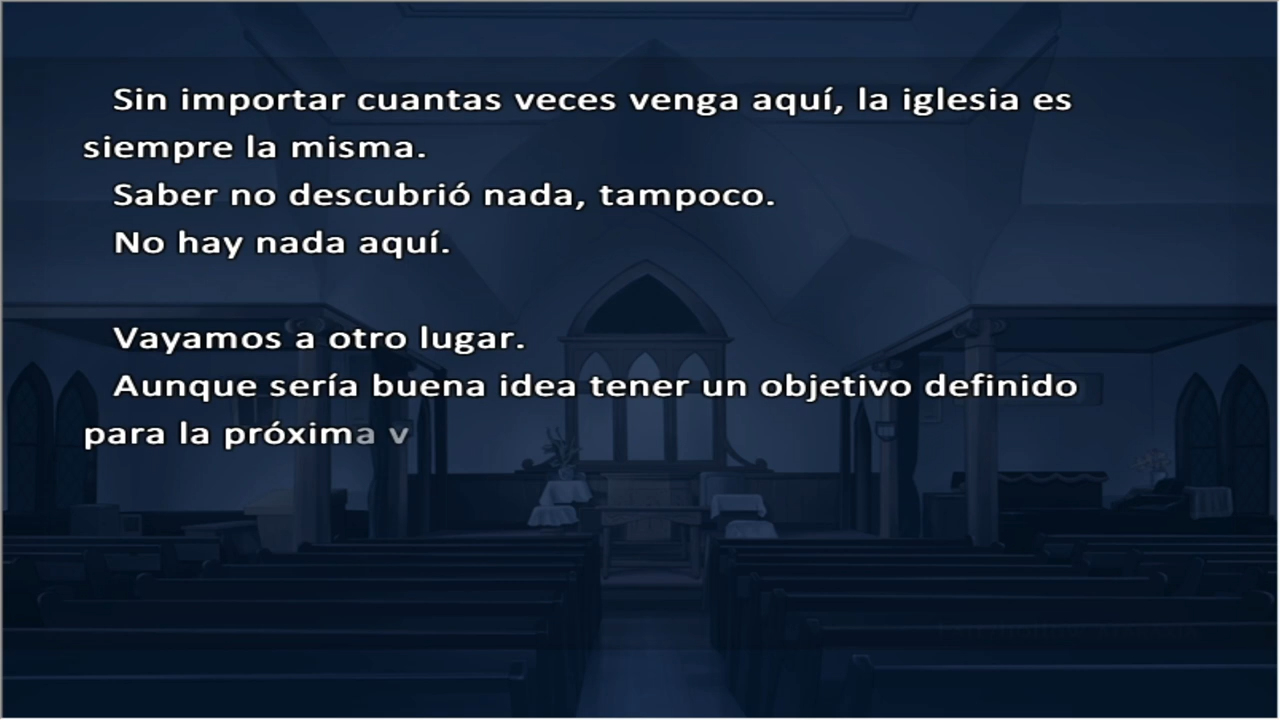 Sin importar cuantas veces venga aquí, la iglesia es
siempre la misma.
Saber no descubrió nada, tampoco.
No hay nada aquí.
Vayamos a otro lugar.
Aunque sería buena idea tener un objetivo definido
para la próxima v